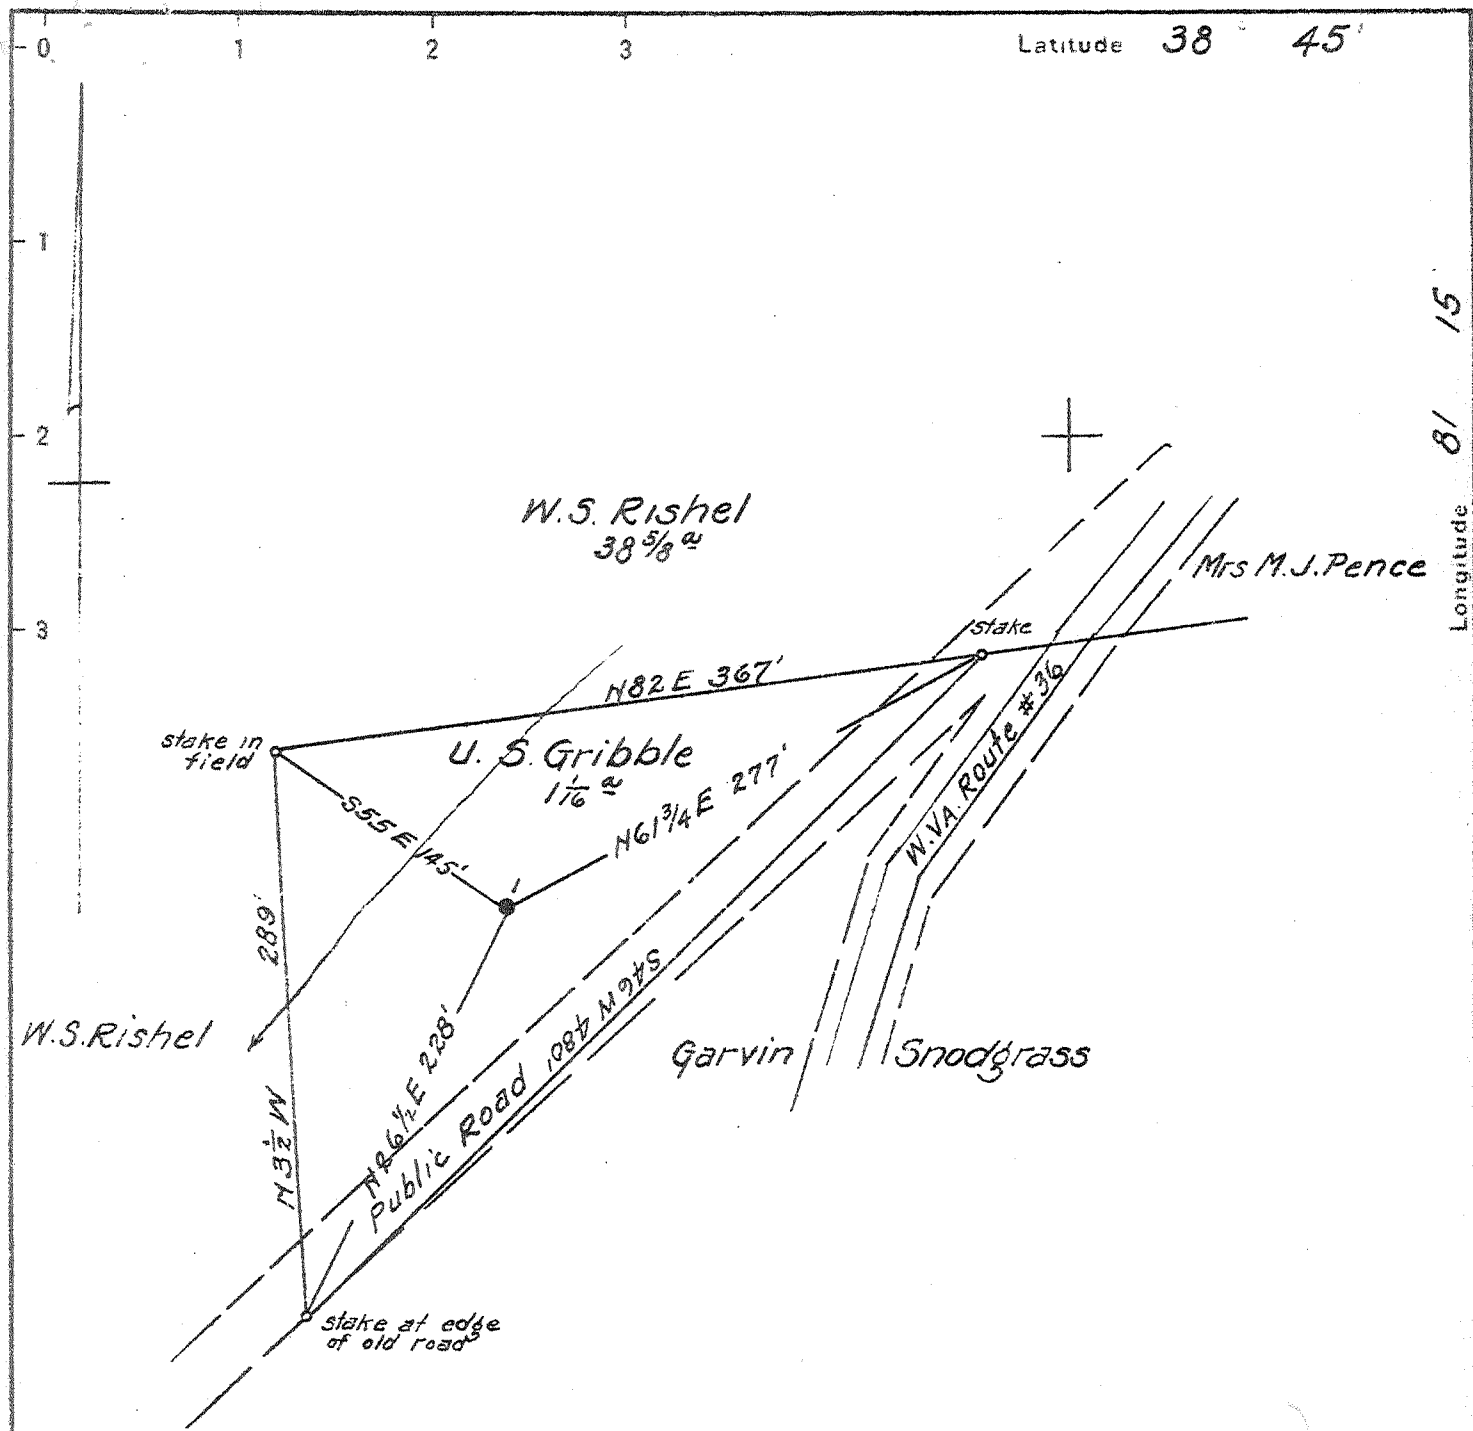 0 1 2 3
Latitude 38° 45'
1
2
3
Longitude 81 15
W.S. Rishel
38 5/8 a
Mrs M.J. Pence
stake
N82E 367'
stake in
field
U. S. Gribble
1 1/16 a
S55E 145'
N61 3/4 E 277'
1
W.VA. Route #36
289'
N3 1/2 W
W.S. Rishel
N26 1/2 E 228'
Public Road
S46W 480'
Garvin
Snodgrass
stake at edge
of old road